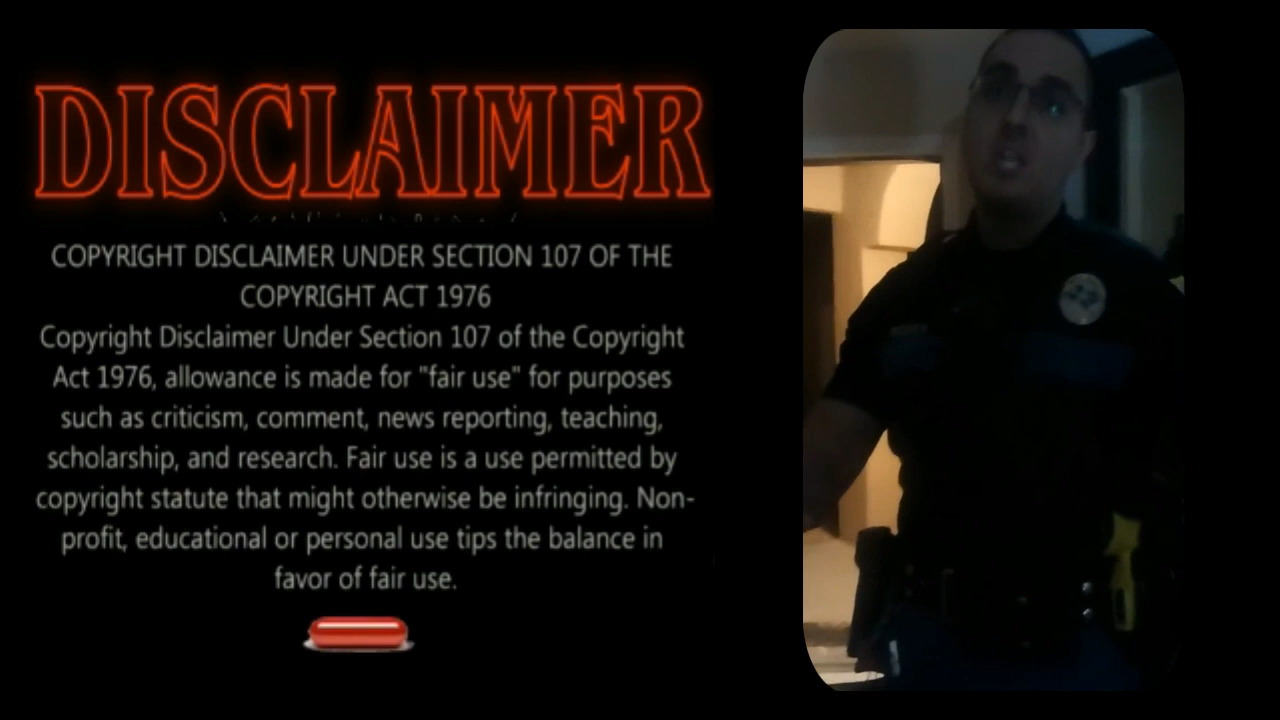 DISCLAIMER
COPYRIGHT DISCLAIMER UNDER SECTION 107 OF THE
COPYRIGHT ACT 1976
Copyright Disclaimer Under Section 107 of the Copyright
Act 1976, allowance is made for "fair use" for purposes
such as criticism, comment, news reporting, teaching,
scholarship, and research. Fair use is a use permitted by
copyright statute that might otherwise be infringing. Non-
profit, educational or personal use tips the balance in
favor of fair use.